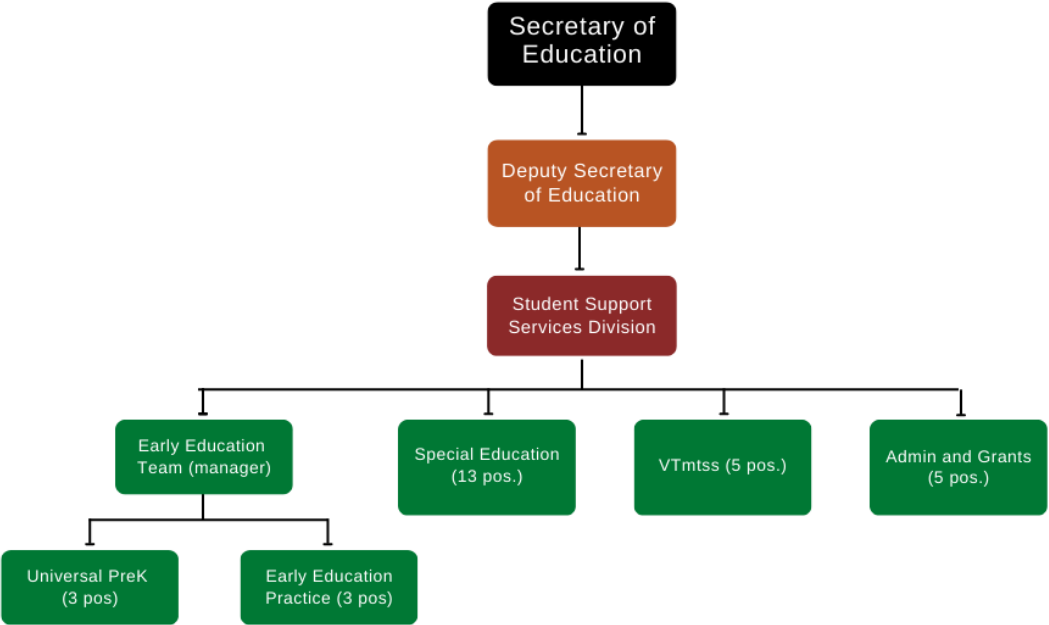 Secretary of
Education
Deputy Secretary
of Education
Student Support
Services Division
Early Education
Team (manager)
Special Education
(13 pos.)
VTmtss (5 pos.)
Admin and Grants
(5 pos.)
Universal PreK
(3 pos)
Early Education
Practice (3 pos)